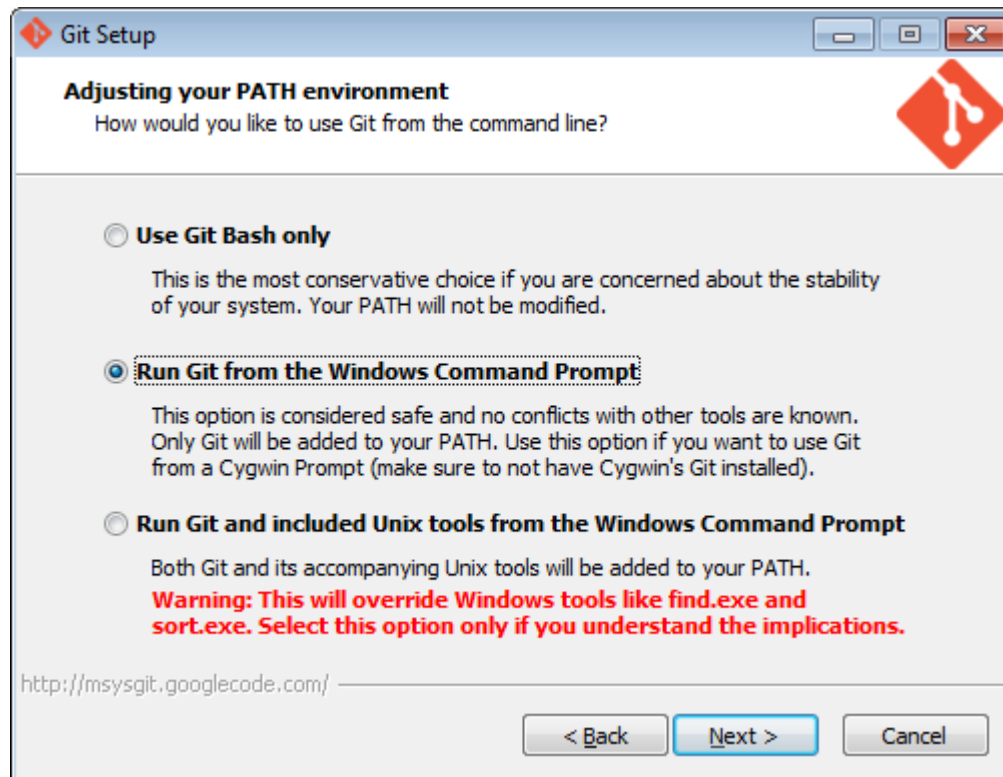 Git Setup
Adjusting your PATH environment
How would you like to use Git from the command line?
Use Git Bash only
This is the most conservative choice if you are concerned about the stability
of your system. Your PATH will not be modified.
Run Git from the Windows Command Prompt
This option is considered safe and no conflicts with other tools are known.
Only Git will be added to your PATH. Use this option if you want to use Git
from a Cygwin Prompt (make sure to not have Cygwin's Git installed).
Run Git and included Unix tools from the Windows Command Prompt
Both Git and its accompanying Unix tools will be added to your PATH.
Warning: This will override Windows tools like find.exe and
sort.exe. Select this option only if you understand the implications.
http://msysgit.googlecode.com/
< Back Next > Cancel